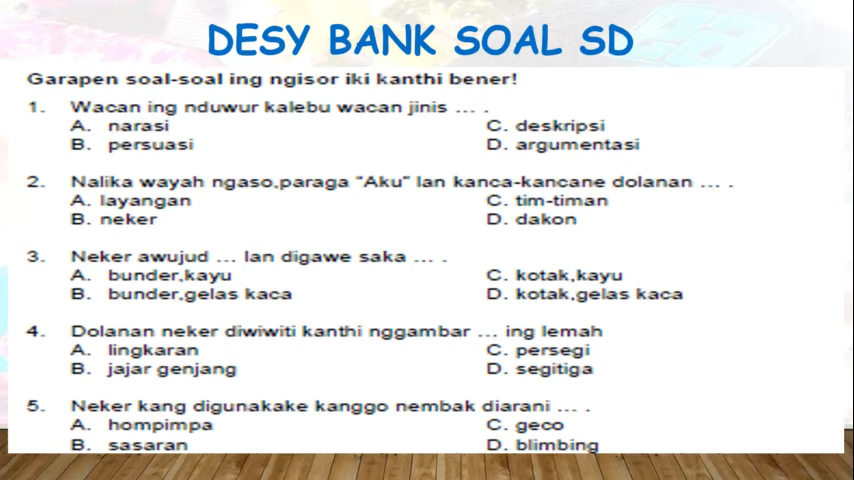 DESY BANK SOAL SD
Garapen soal-soal ing ngisor iki kanthi bener!
1. Wacan ing nduwur kalebu wacan jinis ... .
A. narasi C. deskripsi
B. persuasi D. argumentasi
2. Nalika wayah ngaso,paraga "Aku" lan kanca-kancane dolanan ... .
A. layangan C. tim-timan
B. neker D. dakon
3. Neker awujud ... lan digawe saka ... .
A. bunder,kayu C. kotak,kayu
B. bunder,gelas kaca D. kotak,gelas kaca
4. Dolanan neker diwiwiti kanthi nggambar ... ing lemah
A. lingkaran C. persegi
B. jajar genjang D. segitiga
5. Neker kang digunakake kanggo nembak diarani ... .
A. hompimpa C. geco
B. sasaran D. blimbing